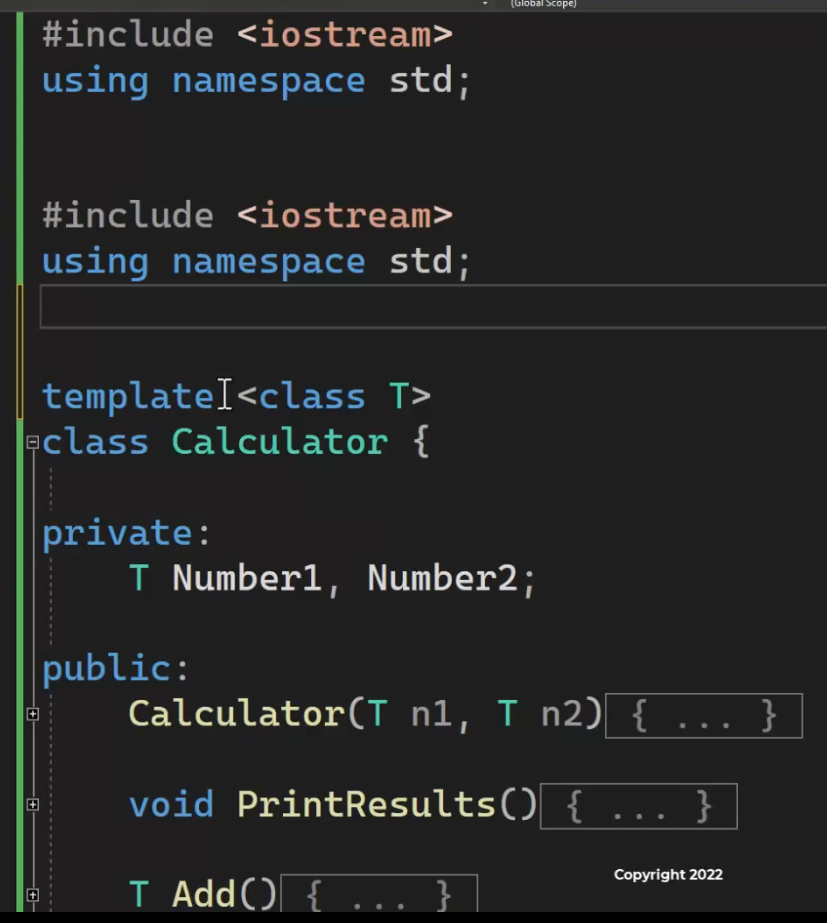 (Global Scope)
#include <iostream>
using namespace std;
#include <iostream>
using namespace std;
template <class T>
class Calculator {
private:
T Number1, Number2;
public:
Calculator(T n1, T n2){ ... }
void PrintResults(){ ... }
T Add(){ ... }
Copyright 2022